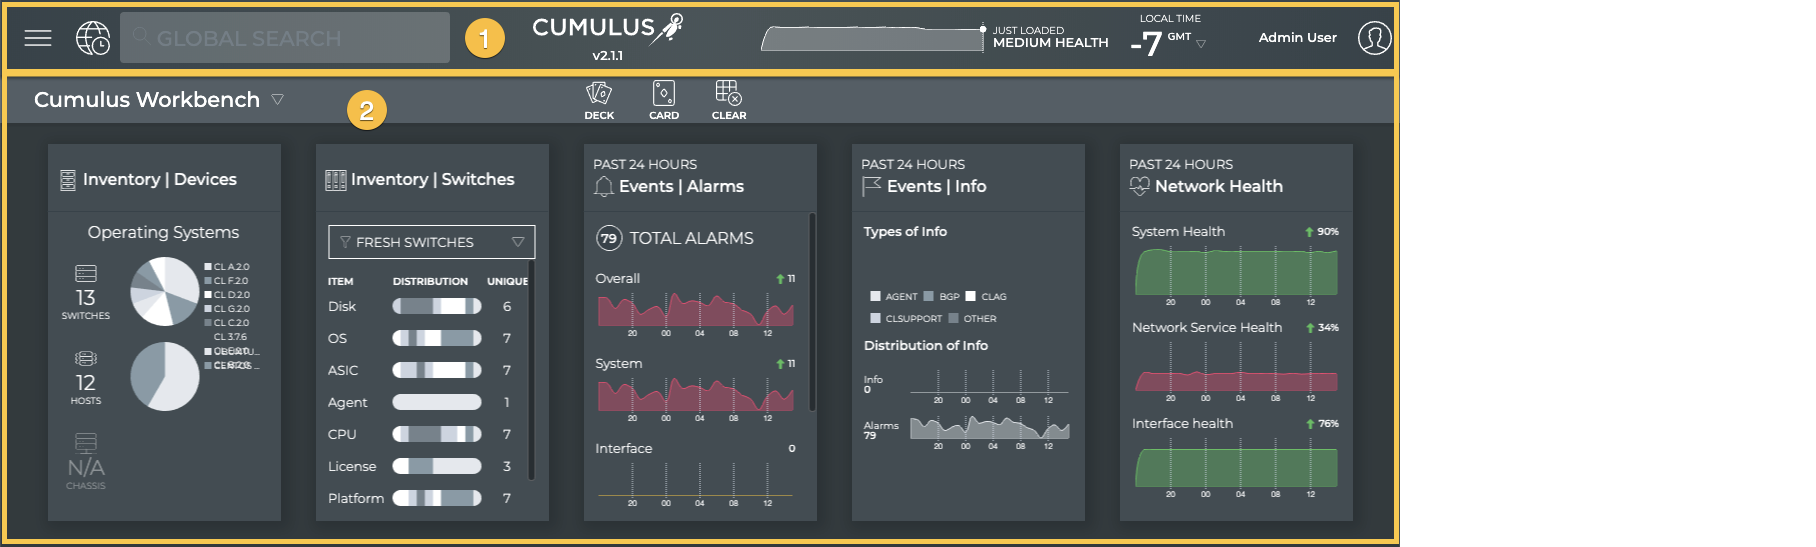 GLOBAL SEARCH
1
CUMULUS
v2.1.1
JUST LOADED
MEDIUM HEALTH
LOCAL TIME
-7 GMT
Admin User
Cumulus Workbench
2
DECK
CARD
CLEAR
Inventory | Devices
Operating Systems
13
SWITCHES
CL A.2.0
CL F.2.0
CL D.2.0
CL G.2.0
CL C.2.0
CL 3.7.6
12
HOSTS
N/A
CHASSIS
Inventory | Switches
FRESH SWITCHES
ITEM DISTRIBUTION UNIQUE
Disk 6
OS 7
ASIC 7
Agent 1
CPU 7
License 3
Platform 7
PAST 24 HOURS
Events | Alarms
79 TOTAL ALARMS
Overall 11
20 00 04 08 12
System 11
20 00 04 08 12
Interface 0
20 00 04 08 12
PAST 24 HOURS
Events | Info
Types of Info
AGENT BGP CLAG
CLSUPPORT OTHER
Distribution of Info
Info
0
20 00 04 08 12
Alarms
79
20 00 04 08 12
PAST 24 HOURS
Network Health
System Health 90%
20 00 04 08 12
Network Service Health 34%
20 00 04 08 12
Interface health 76%
20 00 04 08 12